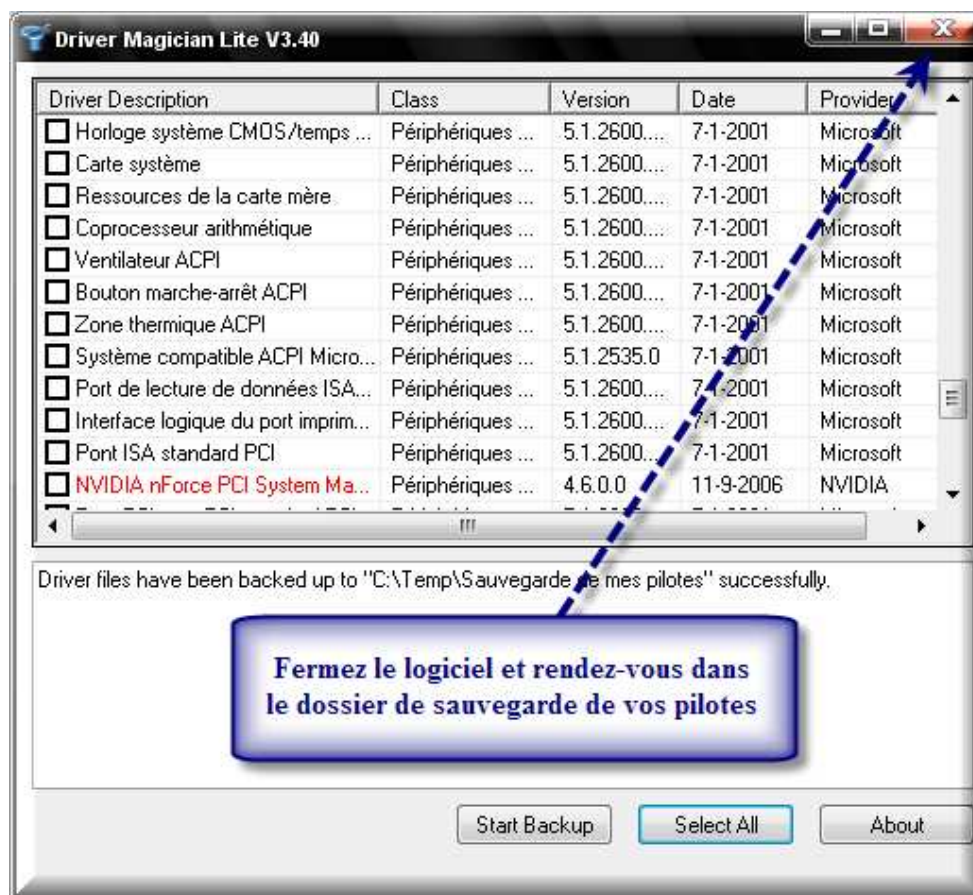 Driver Magician Lite V3.40
Driver Description Class Version Date Provider
Horloge système CMOS/temps ... Périphériques ... 5.1.2600.... 7-1-2001 Microsoft
Carte système Périphériques ... 5.1.2600.... 7-1-2001 Microsoft
Ressources de la carte mère Périphériques ... 5.1.2600.... 7-1-2001 Microsoft
Coprocesseur arithmétique Périphériques ... 5.1.2600.... 7-1-2001 Microsoft
Ventilateur ACPI Périphériques ... 5.1.2600.... 7-1-2001 Microsoft
Bouton marche-arrêt ACPI Périphériques ... 5.1.2600.... 7-1-2001 Microsoft
Zone thermique ACPI Périphériques ... 5.1.2600.... 7-1-2001 Microsoft
Système compatible ACPI Micro... Périphériques ... 5.1.2535.0 7-1-2001 Microsoft
Port de lecture de données ISA... Périphériques ... 5.1.2600.... 7-1-2001 Microsoft
Interface logique du port imprim... Périphériques ... 5.1.2600.... 7-1-2001 Microsoft
Pont ISA standard PCI Périphériques ... 5.1.2600.... 7-1-2001 Microsoft
NVIDIA nForce PCI System Ma... Périphériques ... 4.6.0.0 11-9-2006 NVIDIA
Driver files have been backed up to "C:\Temp\Sauvegarde de mes pilotes" successfully.
Fermez le logiciel et rendez-vous dans
le dossier de sauvegarde de vos pilotes
Start Backup Select All About